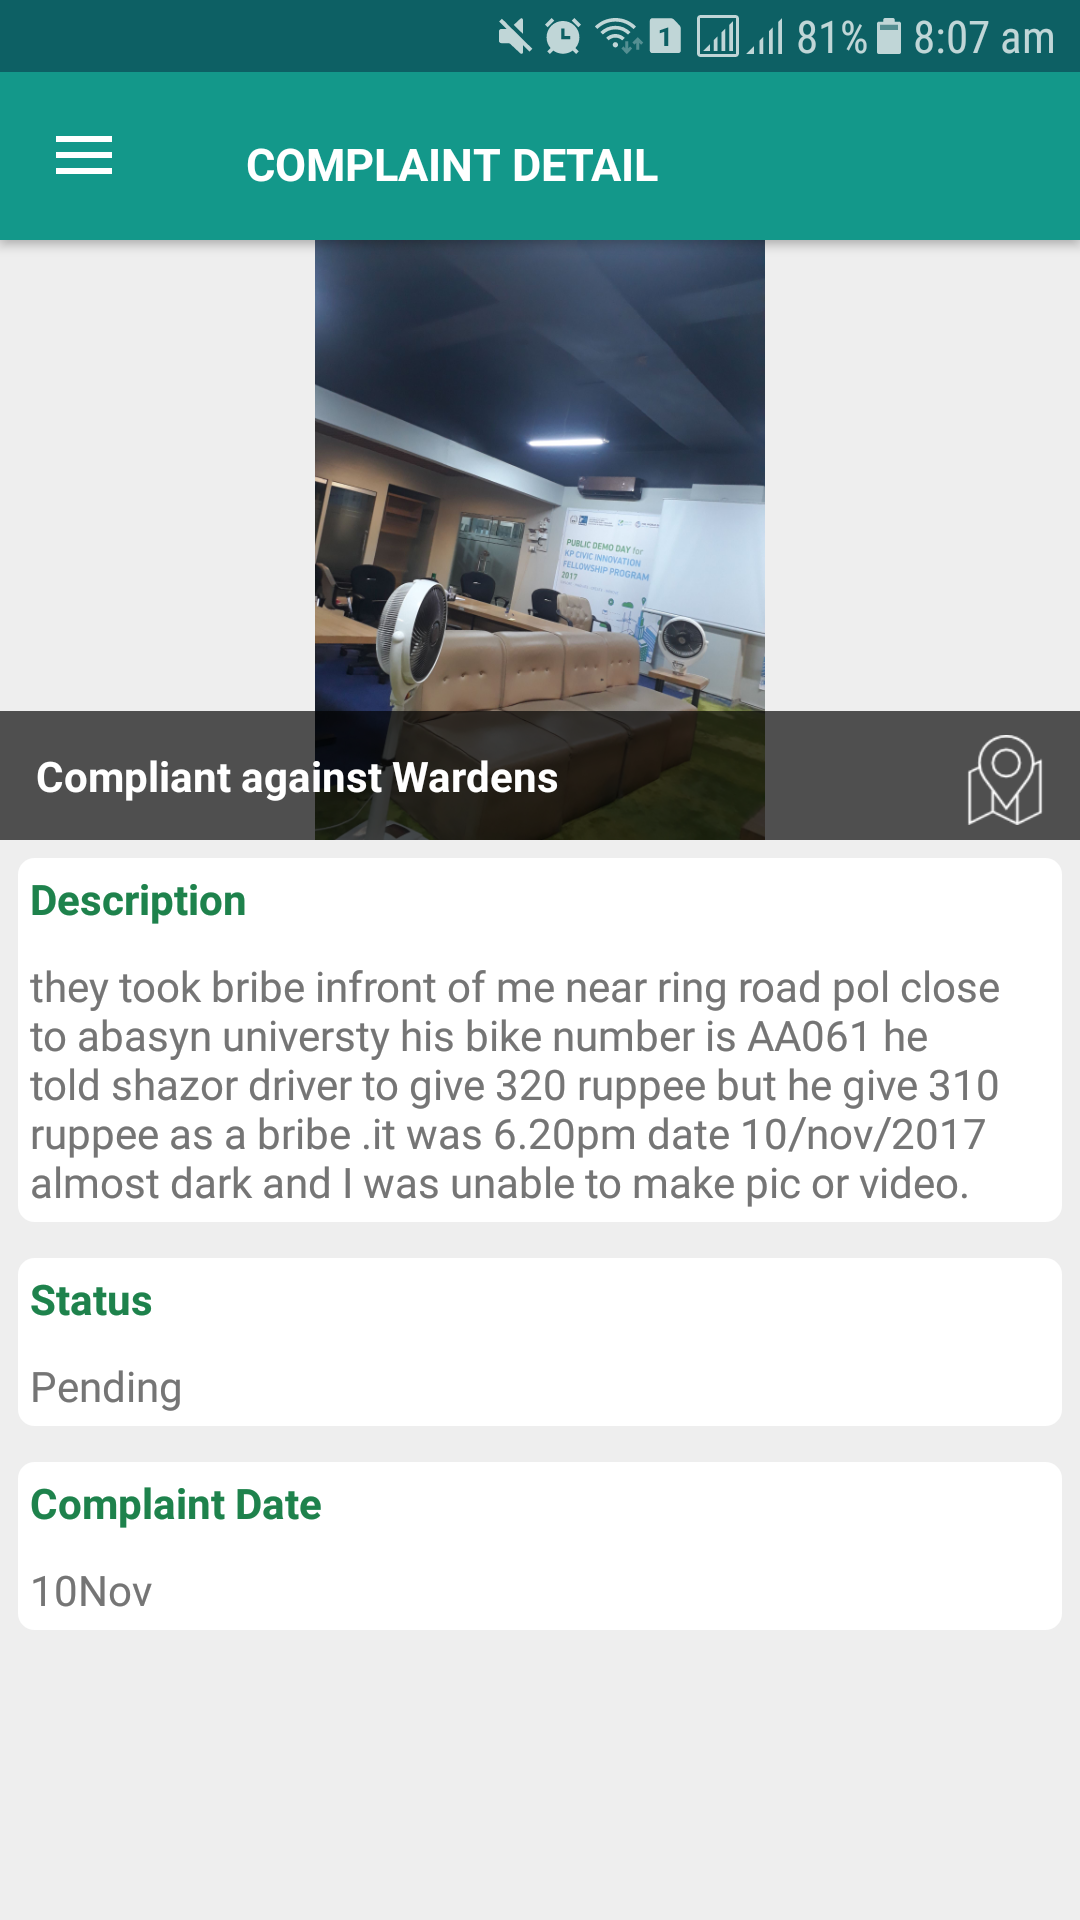 1 81% 8:07 am
COMPLAINT DETAIL
PUBLIC DEMO DAY for
KP CIVIC INNOVATION
FELLOWSHIP PROGRAM
2017
Compliant against Wardens
Description
they took bribe infront of me near ring road pol close
to abasyn universty his bike number is AA061 he
told shazor driver to give 320 ruppee but he give 310
ruppee as a bribe .it was 6.20pm date 10/nov/2017
almost dark and I was unable to make pic or video.
Status
Pending
Complaint Date
10Nov